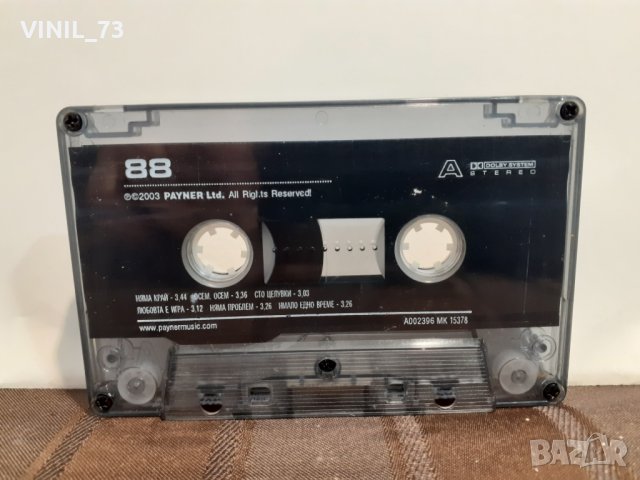 VINIL_73
88
A DOLBY SYSTEM
STEREO
℗©2003 PAYNER Ltd. All Rights Reserved!
НЯМА КРАЙ - 3,44 ОСЕМ, ОСЕМ - 3,36 СТО ЦЕЛУВКИ - 3,03
ЛЮБОВТА Е ИГРА - 3,12 НЯМА ПРОБЛЕМ - 3,26 ИМАЛО ЕДНО ВРЕМЕ - 3,26
www.paynermusic.com
A002396 MK 15378
BAZAR